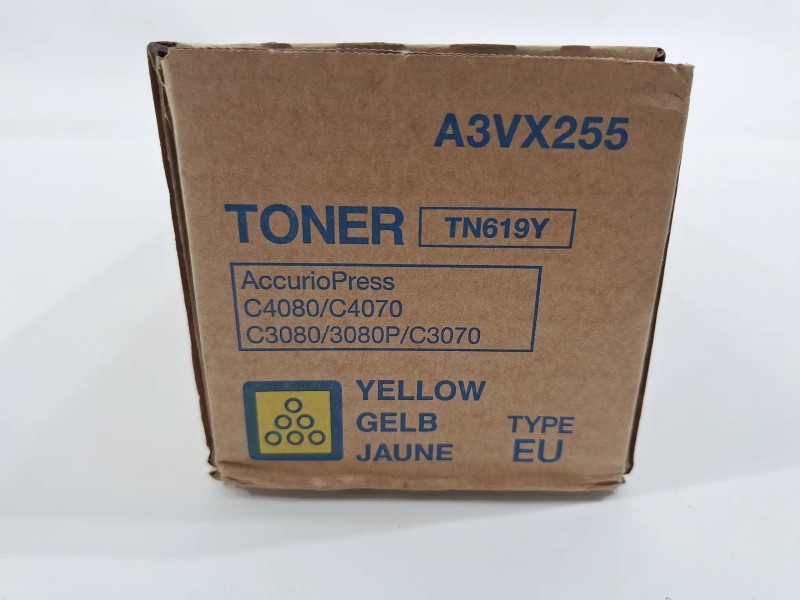 A3VX255
TONER TN619Y
AccurioPress
C4080/C4070
C3080/3080P/C3070
YELLOW
GELB
JAUNE
TYPE
EU